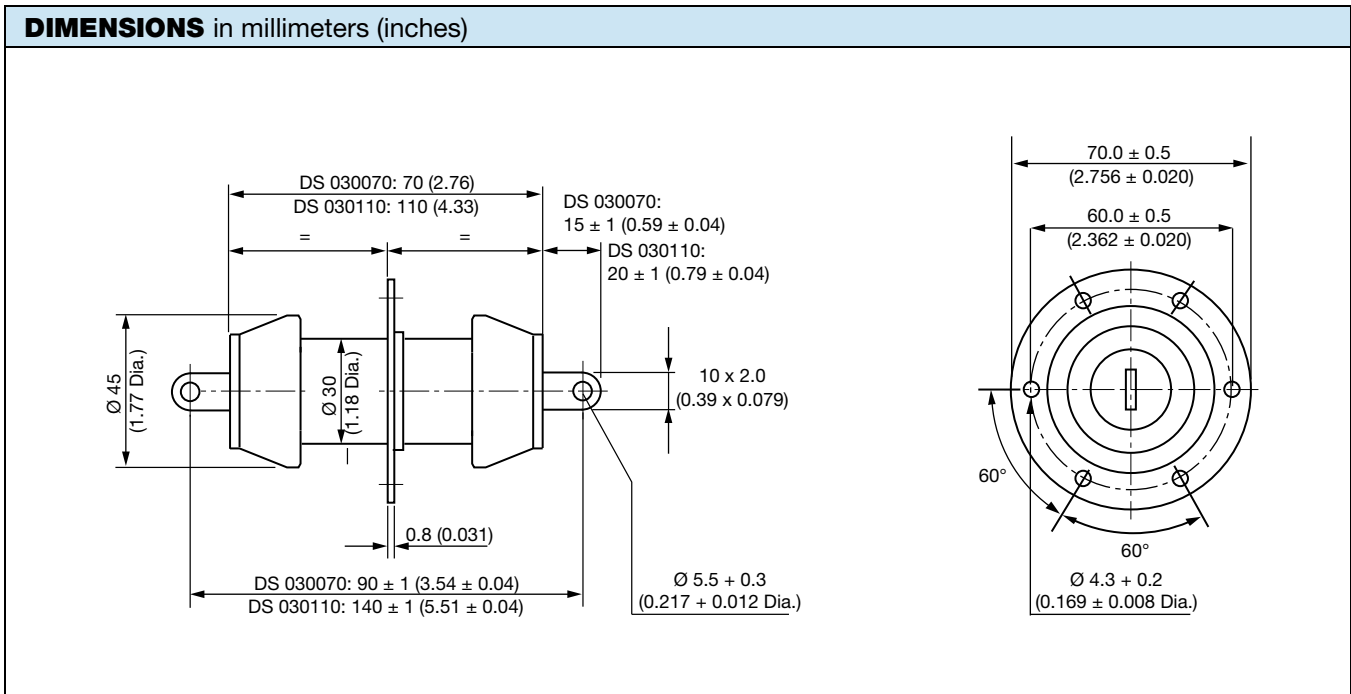 DIMENSIONS in millimeters (inches)
DS 030070: 70 (2.76)
DS 030110: 110 (4.33)
= =
DS 030070:
15 ± 1 (0.59 ± 0.04)
DS 030110:
20 ± 1 (0.79 ± 0.04)
Ø 45
(1.77 Dia.)
Ø 30
(1.18 Dia.)
10 x 2.0
(0.39 x 0.079)
0.8 (0.031)
DS 030070: 90 ± 1 (3.54 ± 0.04)
DS 030110: 140 ± 1 (5.51 ± 0.04)
Ø 5.5 + 0.3
(0.217 + 0.012 Dia.)
70.0 ± 0.5
(2.756 ± 0.020)
60.0 ± 0.5
(2.362 ± 0.020)
60°
60°
Ø 4.3 + 0.2
(0.169 ± 0.008 Dia.)